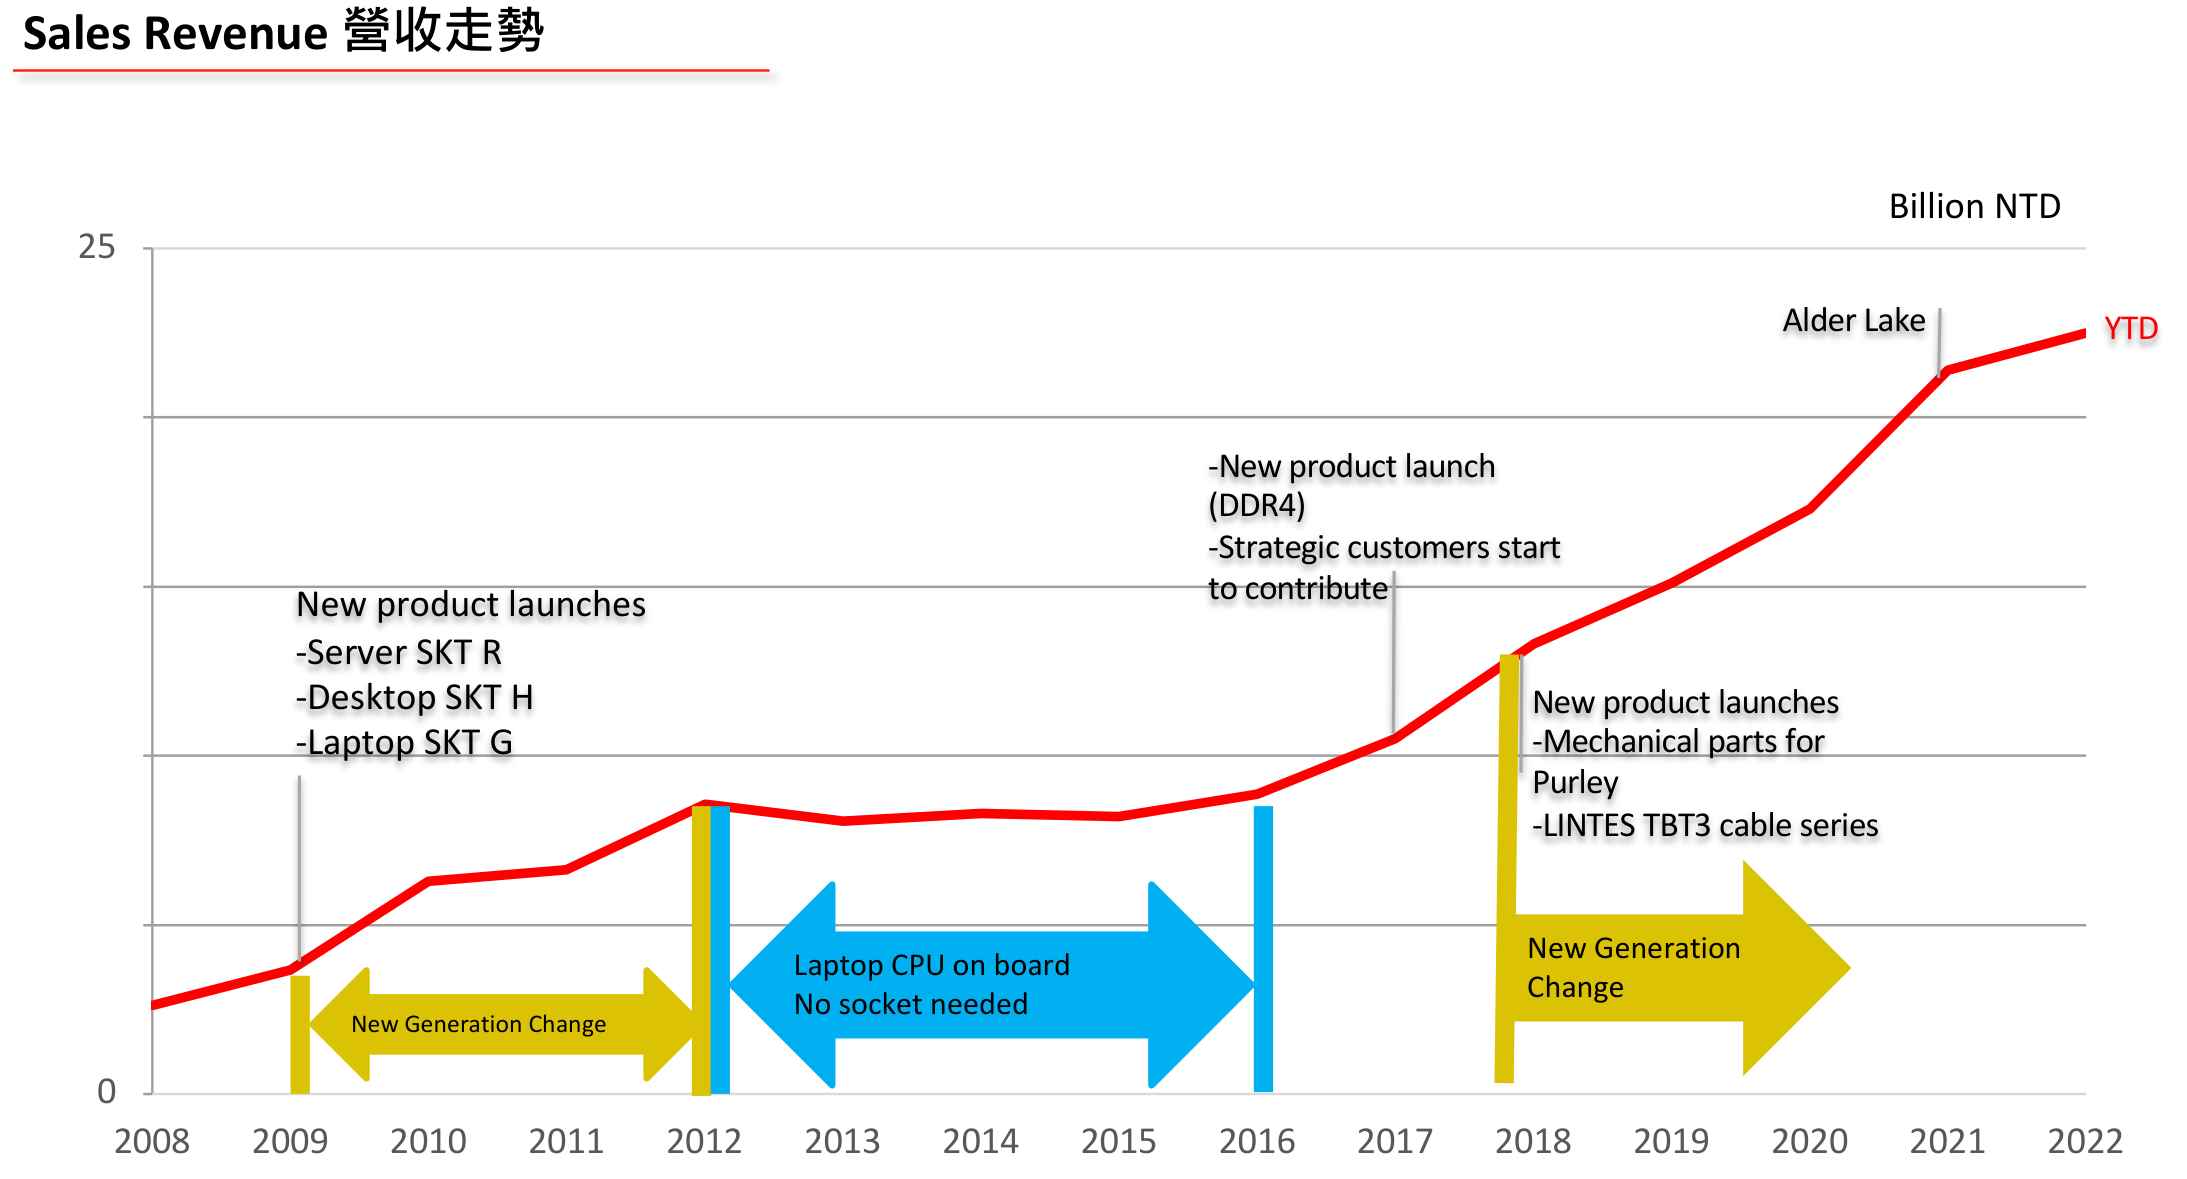 Sales Revenue 營收走勢
Billion NTD
25
Alder Lake
YTD
-New product launch
(DDR4)
-Strategic customers start
to contribute
New product launches
-Server SKT R
-Desktop SKT H
-Laptop SKT G
New product launches
-Mechanical parts for
Purley
-LINTES TBT3 cable series
New Generation Change
Laptop CPU on board
No socket needed
New Generation
Change
0
2008 2009 2010 2011 2012 2013 2014 2015 2016 2017 2018 2019 2020 2021 2022